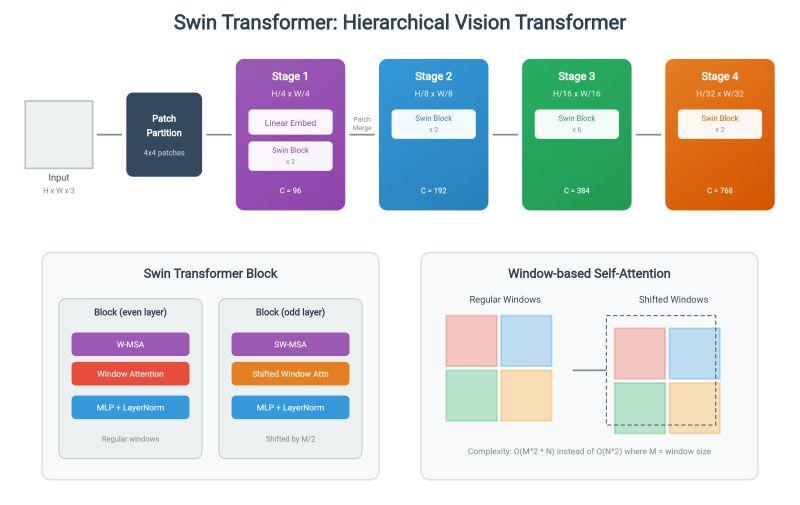 Swin Transformer: Hierarchical Vision Transformer
Input
H x W x 3
Patch
Partition
4x4 patches
Stage 1
H/4 x W/4
Linear Embed
Swin Block
x 2
C = 96
Patch
Merge
Stage 2
H/8 x W/8
Swin Block
x 2
C = 192
Stage 3
H/16 x W/16
Swin Block
x 6
C = 384
Stage 4
H/32 x W/32
Swin Block
x 2
C = 768
Swin Transformer Block
Block (even layer)
W-MSA
Window Attention
MLP + LayerNorm
Regular windows
Block (odd layer)
SW-MSA
Shifted Window Attn
MLP + LayerNorm
Shifted by M/2
Window-based Self-Attention
Regular Windows
Shifted Windows
Complexity: O(M^2 * N) instead of O(N^2) where M = window size